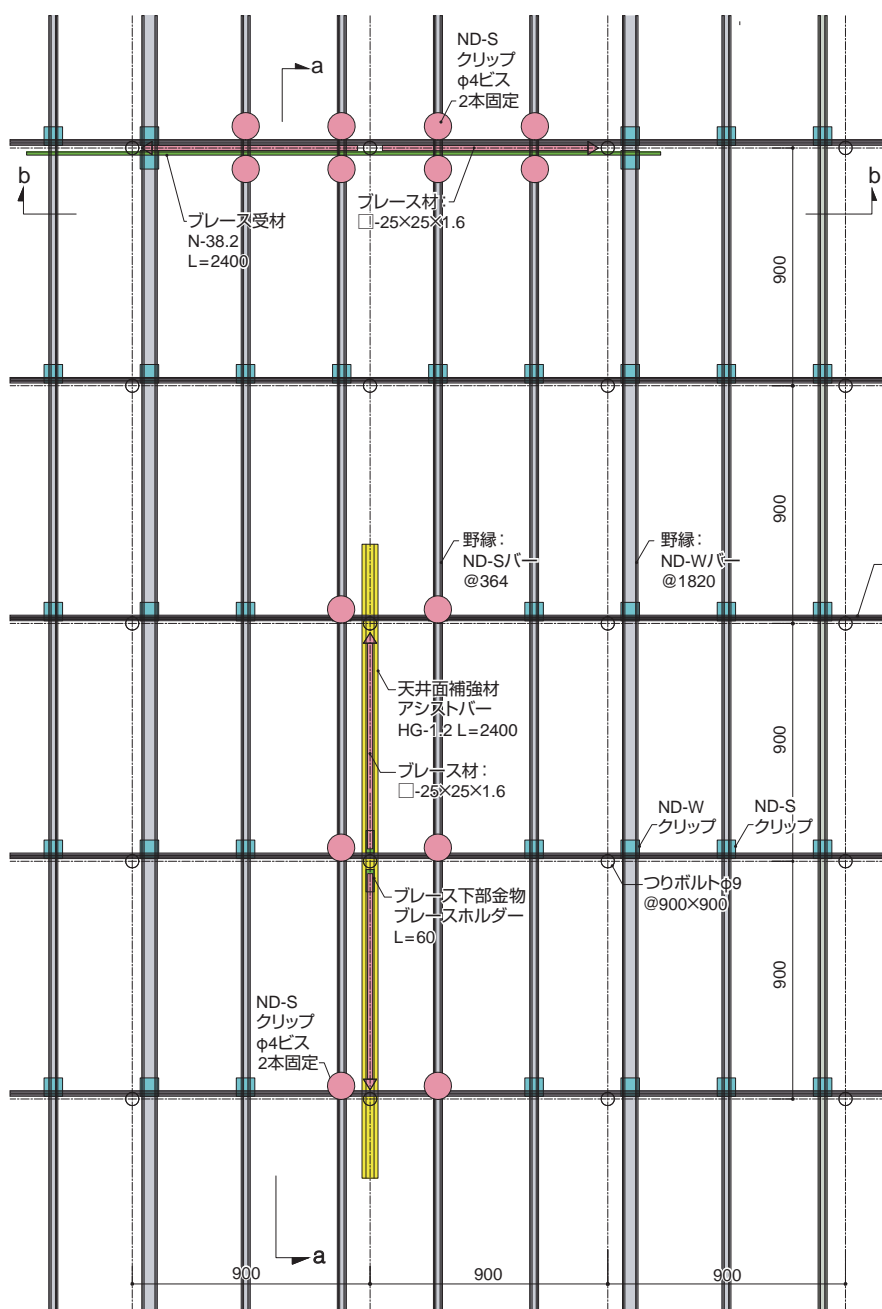 ND-S
クリップ
φ4ビス
2本固定
a
b
b
ブレース受材
N-38.2
L=2400
ブレース材：
□-25×25×1.6
900
900
野縁：
ND-Sバー
@364
野縁：
ND-Wバー
@1820
天井面補強材
アシストバー
HG-1.2 L=2400
900
ブレース材：
□-25×25×1.6
ND-W
クリップ
ND-S
クリップ
つりボルトφ9
@900×900
ブレース下部金物
ブレースホルダー
L=60
900
ND-S
クリップ
φ4ビス
2本固定
a
900
900
900